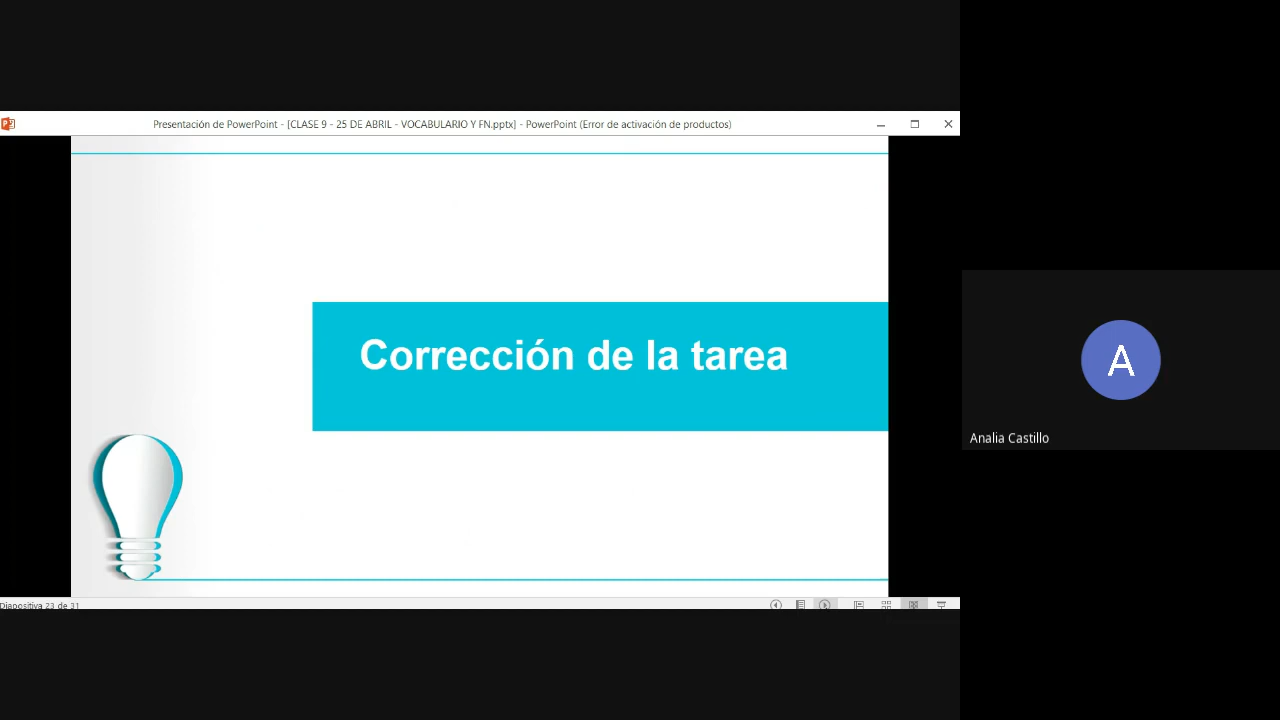 Presentación de PowerPoint - [CLASE 9 - 25 DE ABRIL - VOCABULARIO Y FN.pptx] - PowerPoint (Error de activación de productos)
Corrección de la tarea
A
Analia Castillo
Diapositiva 23 de 31